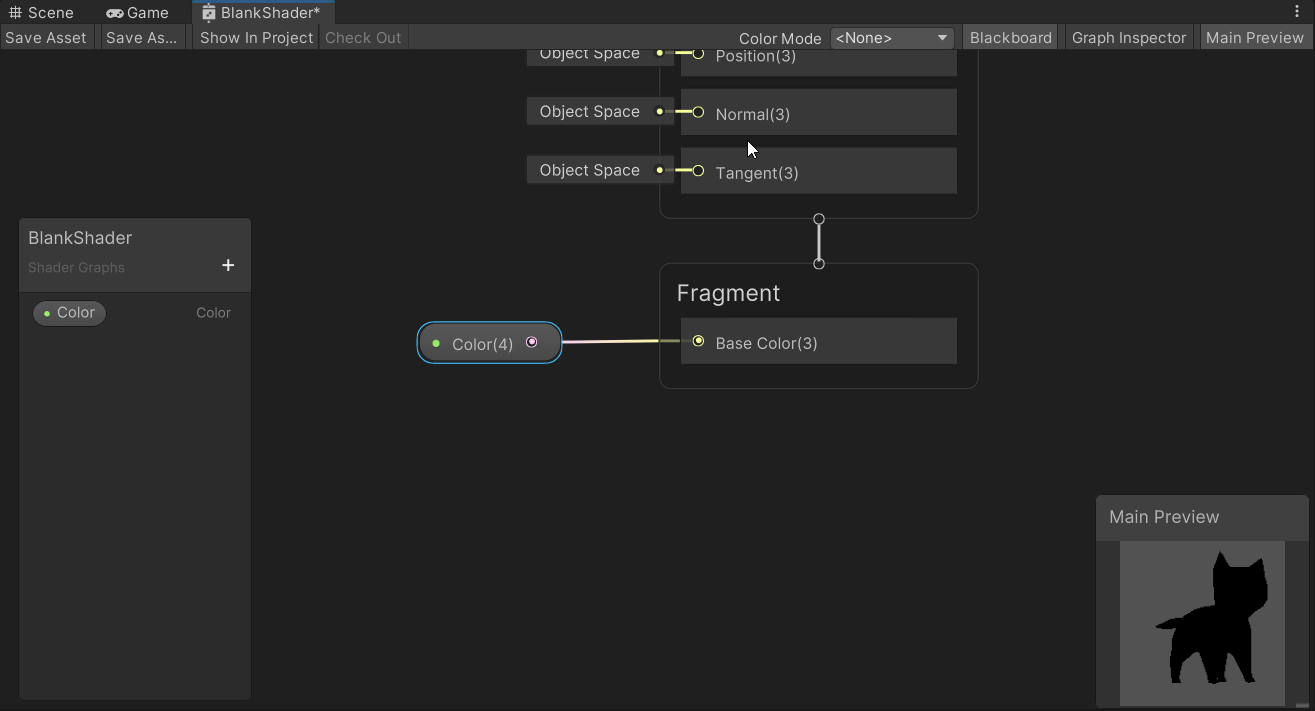 Scene Game BlankShader*
Save Asset Save As... Show In Project Check Out Color Mode <None> Blackboard Graph Inspector Main Preview
Object Space Position(3)
Object Space Normal(3)
Object Space Tangent(3)
BlankShader
Shader Graphs +
Color Color
Fragment
Color(4) Base Color(3)
Main Preview